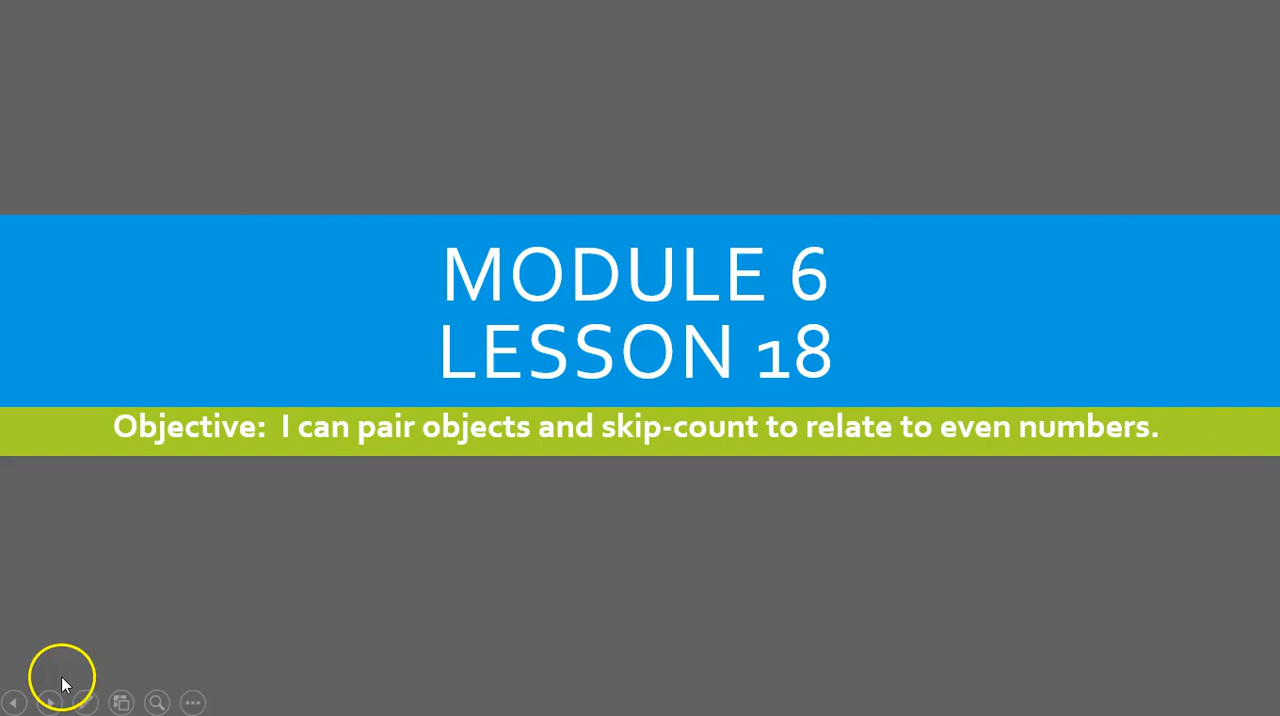 MODULE 6
LESSON 18
Objective:  I can pair objects and skip-count to relate to even numbers.